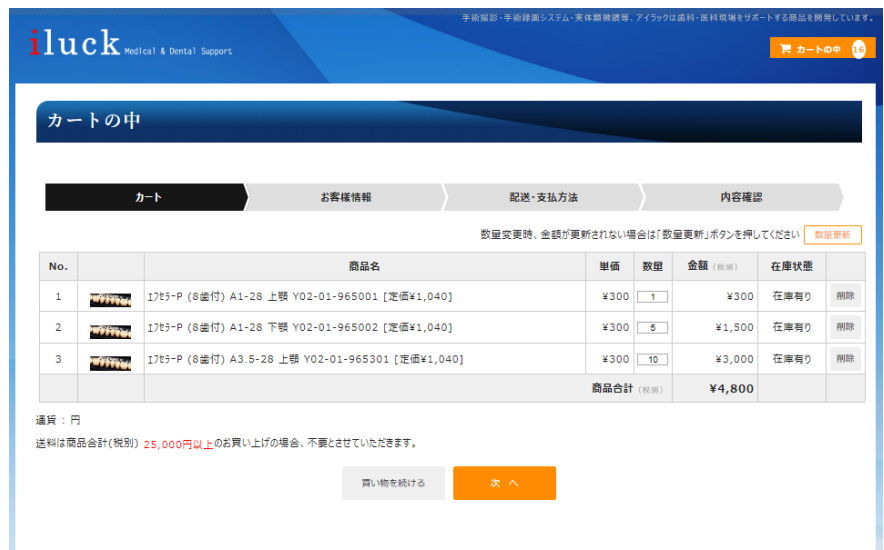 手術撮影・手術録画システム・実体顕微鏡等、アイラックは歯科・医科現場をサポートする商品を開発しています。
iluck Medical & Dental Support
カートの中 16
カートの中
カート お客様情報 配送・支払方法 内容確認
数量変更時、金額が更新されない場合は「数量更新」ボタンを押してください 数量更新
No. 商品名 単価 数量 金額 (税別) 在庫状態
1 ｴﾌｾﾗｰP (8歯付) A1-28 上顎 Y02-01-965001 [定価¥1,040] ¥300 1 ¥300 在庫有り 削除
2 ｴﾌｾﾗｰP (8歯付) A1-28 下顎 Y02-01-965002 [定価¥1,040] ¥300 5 ¥1,500 在庫有り 削除
3 ｴﾌｾﾗｰP (8歯付) A3.5-28 上顎 Y02-01-965301 [定価¥1,040] ¥300 10 ¥3,000 在庫有り 削除
商品合計 (税別) ¥4,800
通貨 : 円
送料は商品合計(税別) 25,000円以上のお買い上げの場合、不要とさせていただきます。
買い物を続ける 次 へ